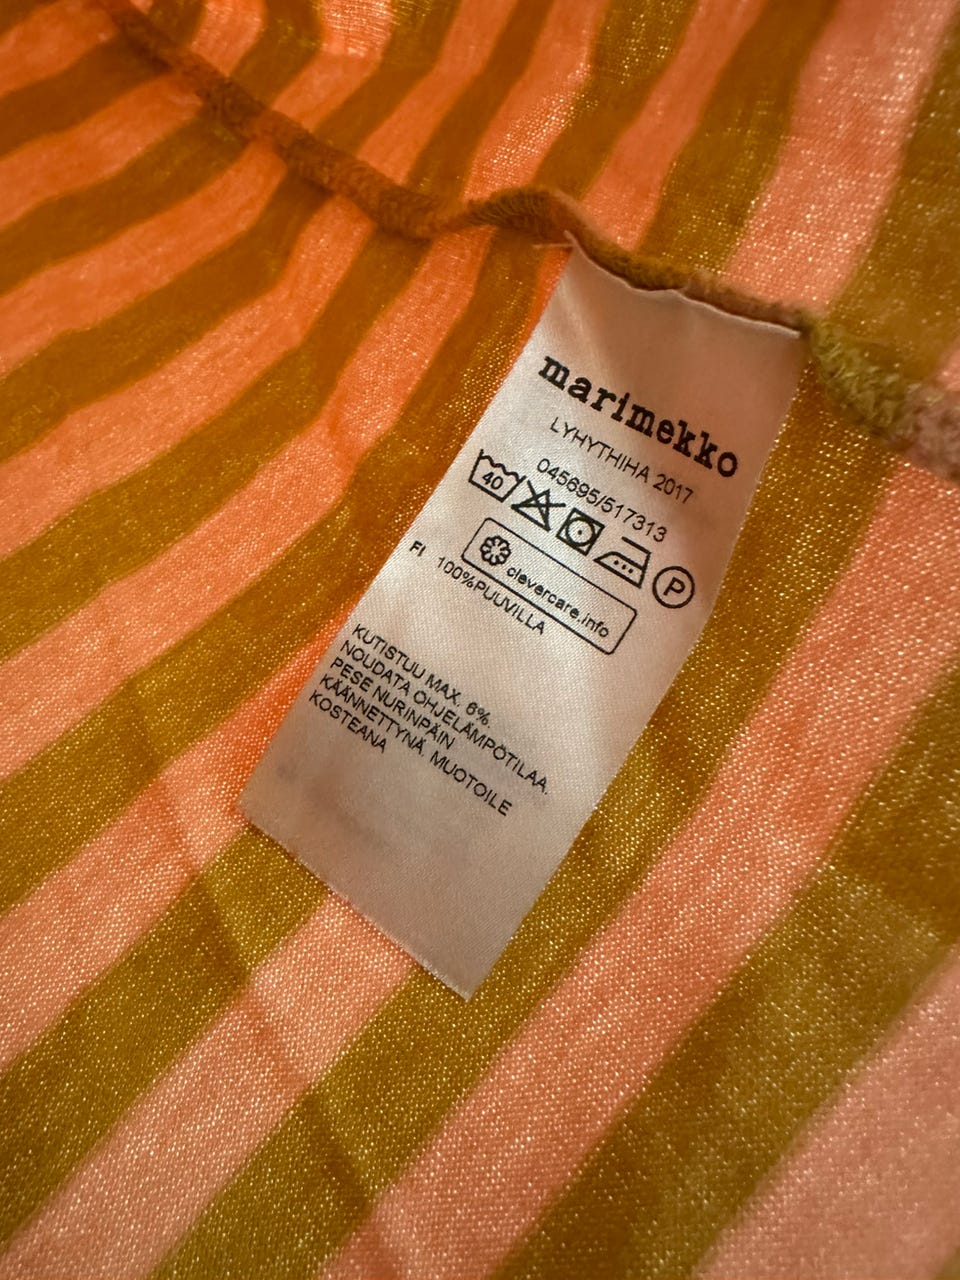 marimekko
LYHYTHIHA 2017
045695/517313
40
P
clevercare.info
FI 100%PUUVILLA
KUTISTUU MAX. 6%.
NOUDATA OHJELÄMPÖTILAA.
PESE NURINPÄIN
KÄÄNNETTYNÄ. MUOTOILE
KOSTEANA